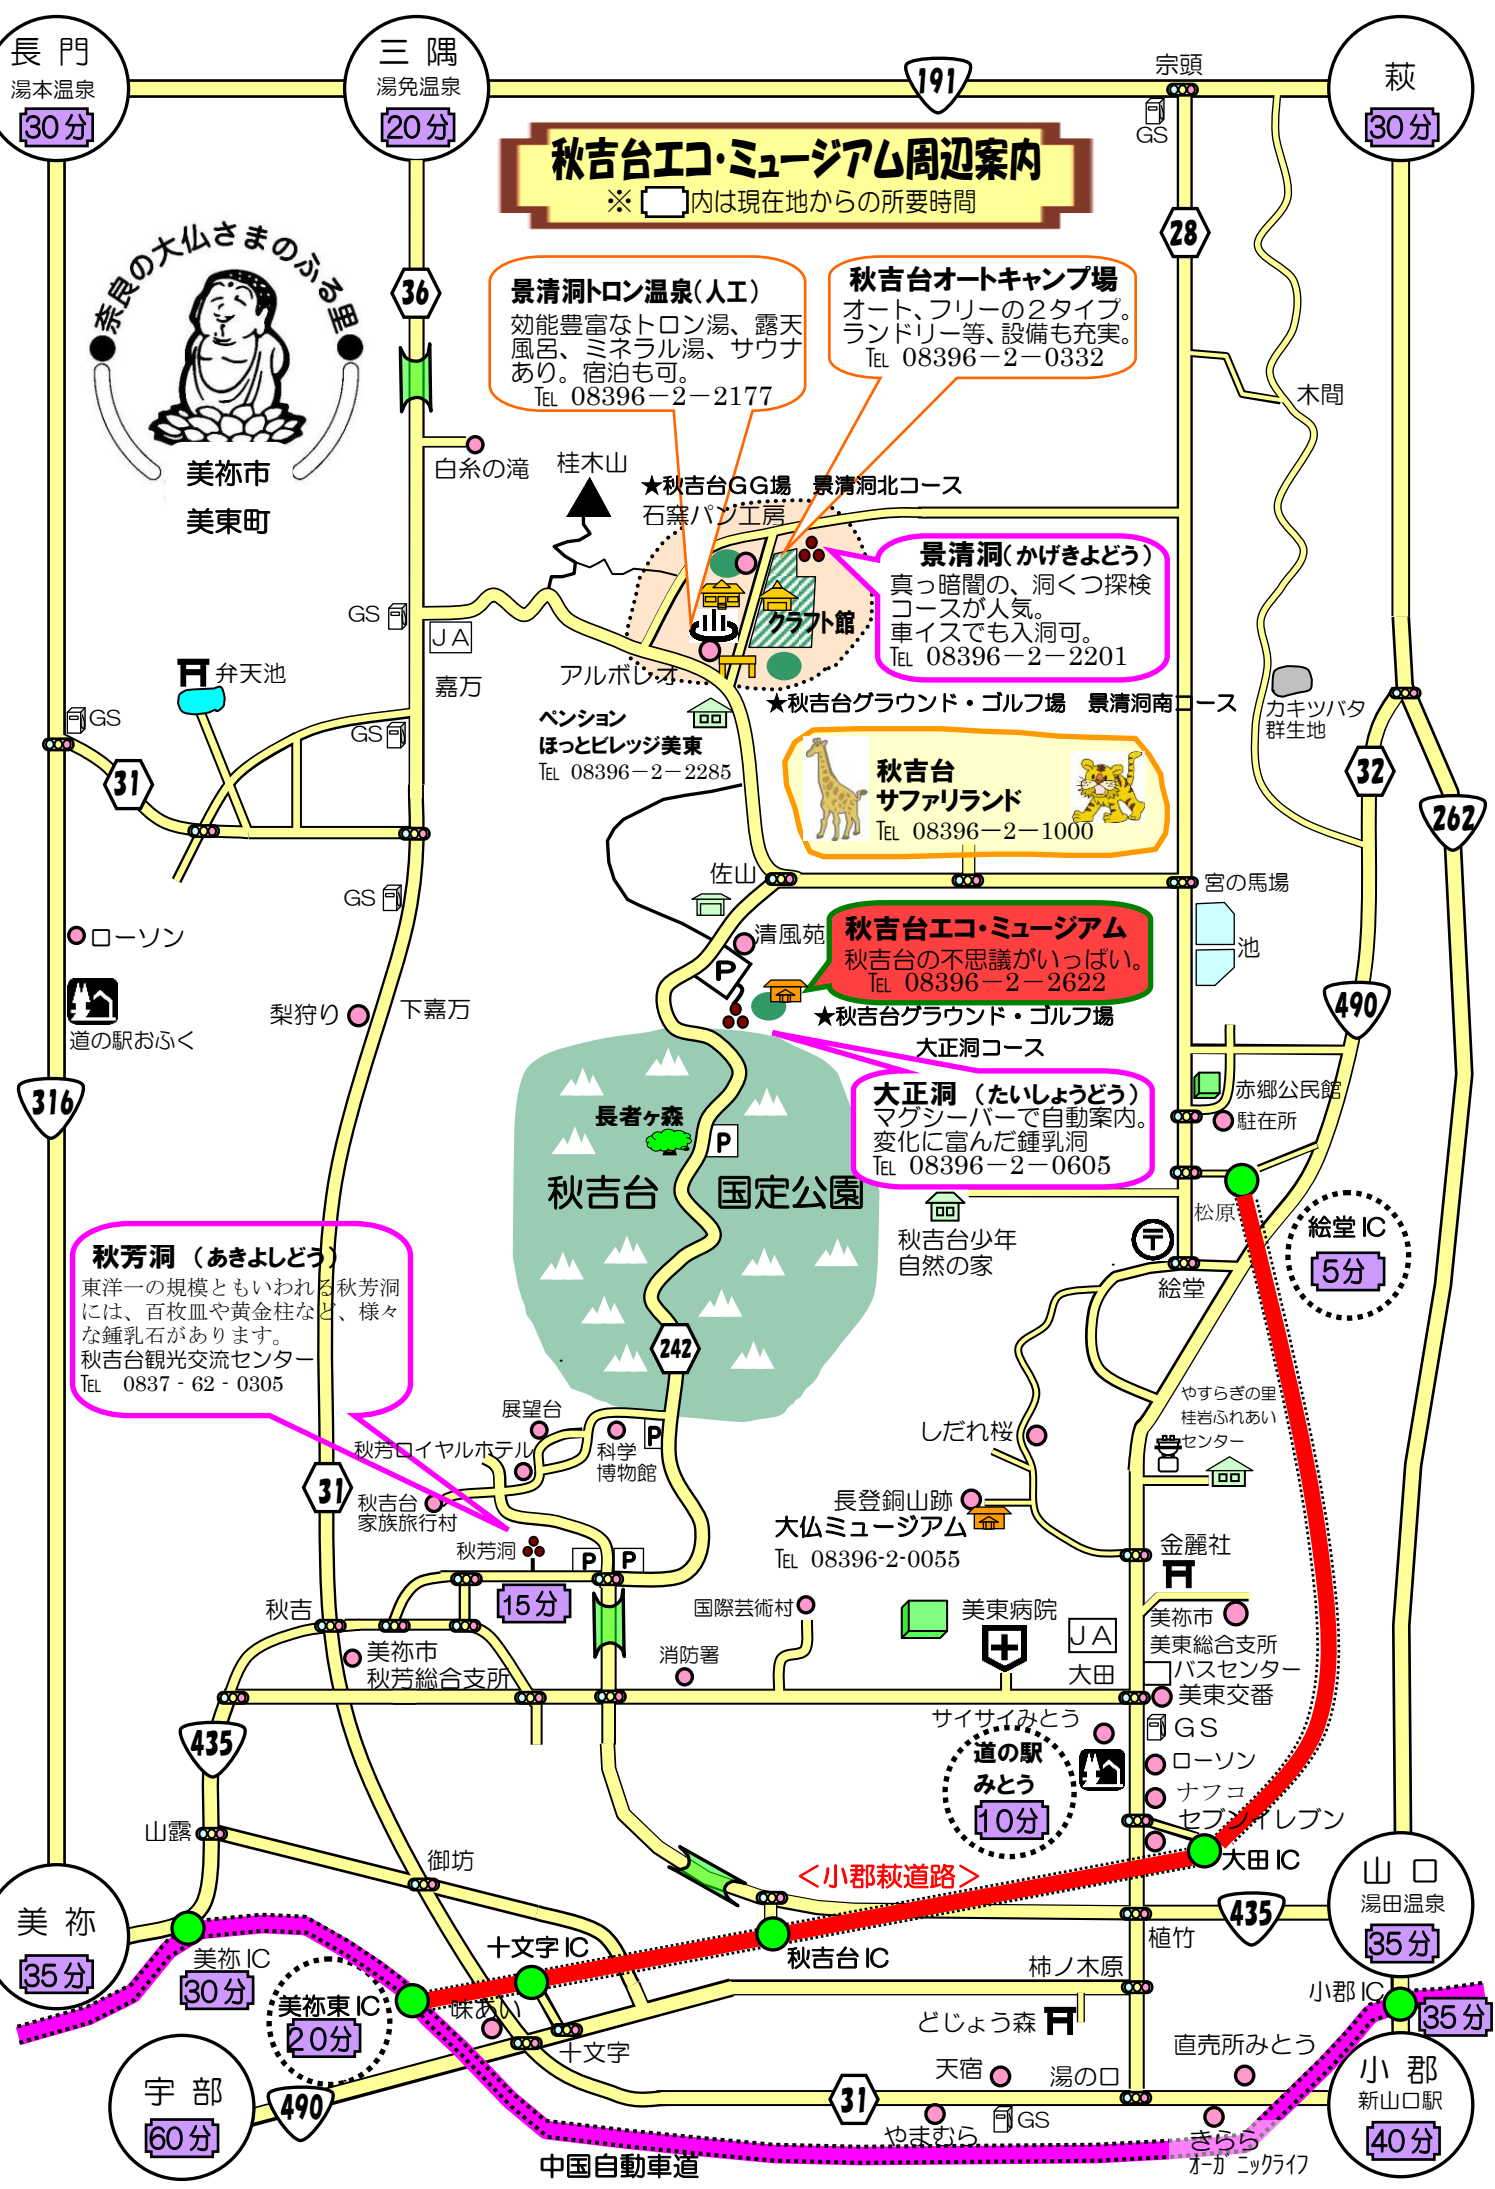 長門
湯本温泉
30分
三隅
湯免温泉
20分
191
宗頭
GS
萩
30分
秋吉台エコ・ミュージアム周辺案内
※ 内は現在地からの所要時間
28
36
奈良の大仏さまのふる里
美祢市
美東町
景清洞トロン温泉(人工)
効能豊富なトロン湯、露天
風呂、ミネラル湯、サウナ
あり。宿泊も可。
℡ 08396-2-2177
秋吉台オートキャンプ場
オート、フリーの2タイプ。
ランドリー等、設備も充実。
℡ 08396-2-0332
木間
白糸の滝
桂木山
★秋吉台GG場 景清洞北コース
石窯パン工房
景清洞(かげきよどう)
真っ暗闇の、洞くつ探検
コースが人気。
車イスでも入洞可。
℡ 08396-2-2201
クラフト館
GS
JA
嘉万
アルボレオ
弁天池
GS
GS
31
★秋吉台グラウンド・ゴルフ場 景清洞南コース
カキツバタ
群生地
ペンション
ほっとビレッジ美東
℡ 08396-2-2285
秋吉台
サファリランド
℡ 08396-2-1000
32
262
佐山
宮の馬場
GS
ローソン
清風苑
P
秋吉台エコ・ミュージアム
秋吉台の不思議がいっぱい。
℡ 08396-2-2622
池
道の駅おふく
梨狩り
下嘉万
★秋吉台グラウンド・ゴルフ場
大正洞コース
490
316
大正洞 (たいしょうどう)
マグシーバーで自動案内。
変化に富んだ鍾乳洞
℡ 08396-2-0605
赤郷公民館
駐在所
長者ヶ森
P
秋吉台 国定公園
松原
秋吉台少年
自然の家
〒
絵堂
絵堂IC
5分
秋芳洞 (あきよしどう)
東洋一の規模ともいわれる秋芳洞
には、百枚皿や黄金柱など、様々
な鍾乳石があります。
秋吉台観光交流センター
℡ 0837-62-0305
242
やすらぎの里
桂岩ふれあい
センター
展望台
秋芳ロイヤルホテル
科学
博物館
P
しだれ桜
31
秋吉台
家族旅行村
長登銅山跡
大仏ミュージアム
℡ 08396-2-0055
金麗社
秋芳洞
P
P
15分
秋吉
国際芸術村
美東病院
JA
美祢市
美東総合支所
美祢市
秋芳総合支所
消防署
大田
バスセンター
美東交番
435
サイサイみとう
GS
道の駅
みとう
10分
ローソン
ナフコ
セブンイレブン
山露
御坊
<小郡萩道路>
大田IC
美祢
35分
美祢IC
30分
十文字IC
秋吉台IC
435
植竹
山口
湯田温泉
35分
美祢東IC
20分
味あい
柿ノ木原
小郡IC
35分
どじょう森
十文字
宇部
60分
490
天宿
湯の口
直売所みとう
31
やまむら
GS
きらら
オーガニックライフ
小郡
新山口駅
40分
中国自動車道